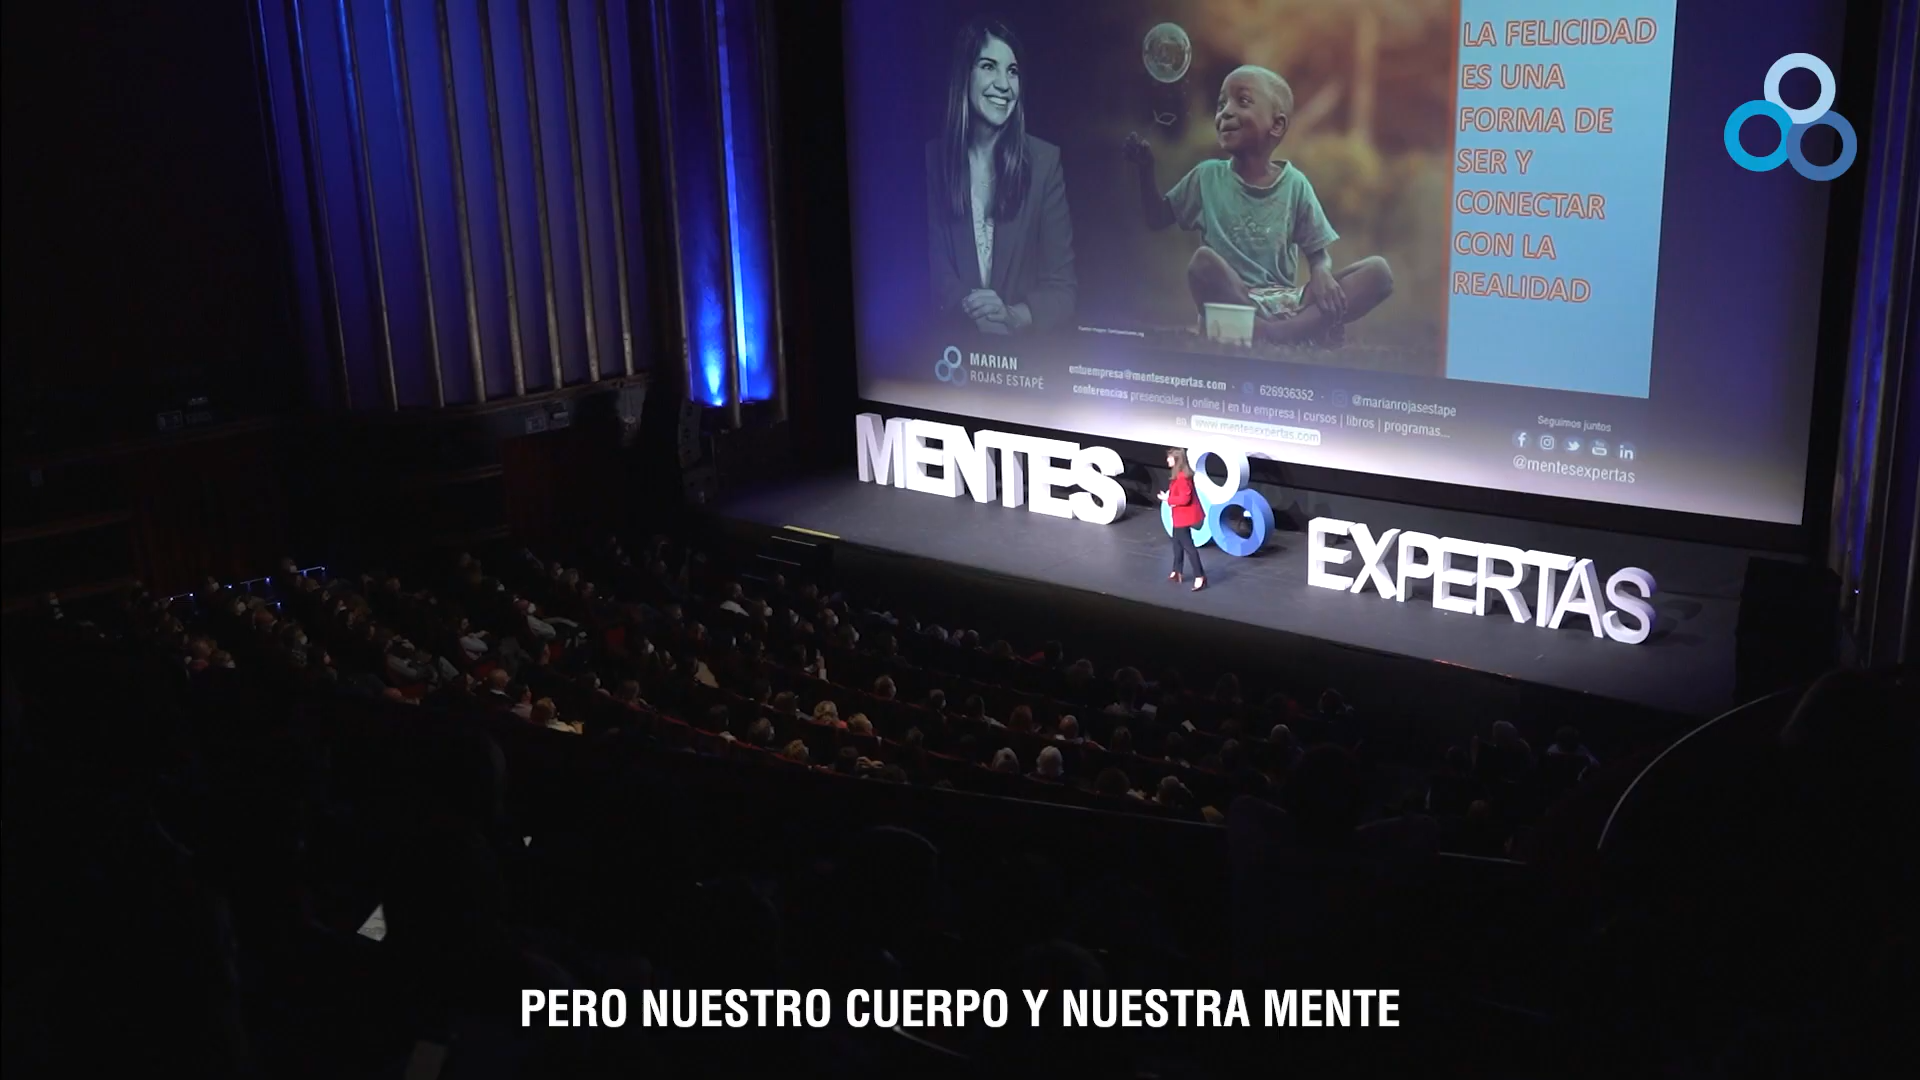 LA FELICIDAD
ES UNA
FORMA DE
SER Y
CONECTAR
CON LA
REALIDAD
MARIAN
ROJAS ESTAPÉ
entuempresa@mentesexpertas.com · 626936352 · @marianrojasestape
conferencias presenciales | online | en tu empresa | cursos | libros | programas...
en www.mentesexpertas.com
Seguimos juntos
@mentesexpertas
MENTES
EXPERTAS
PERO NUESTRO CUERPO Y NUESTRA MENTE